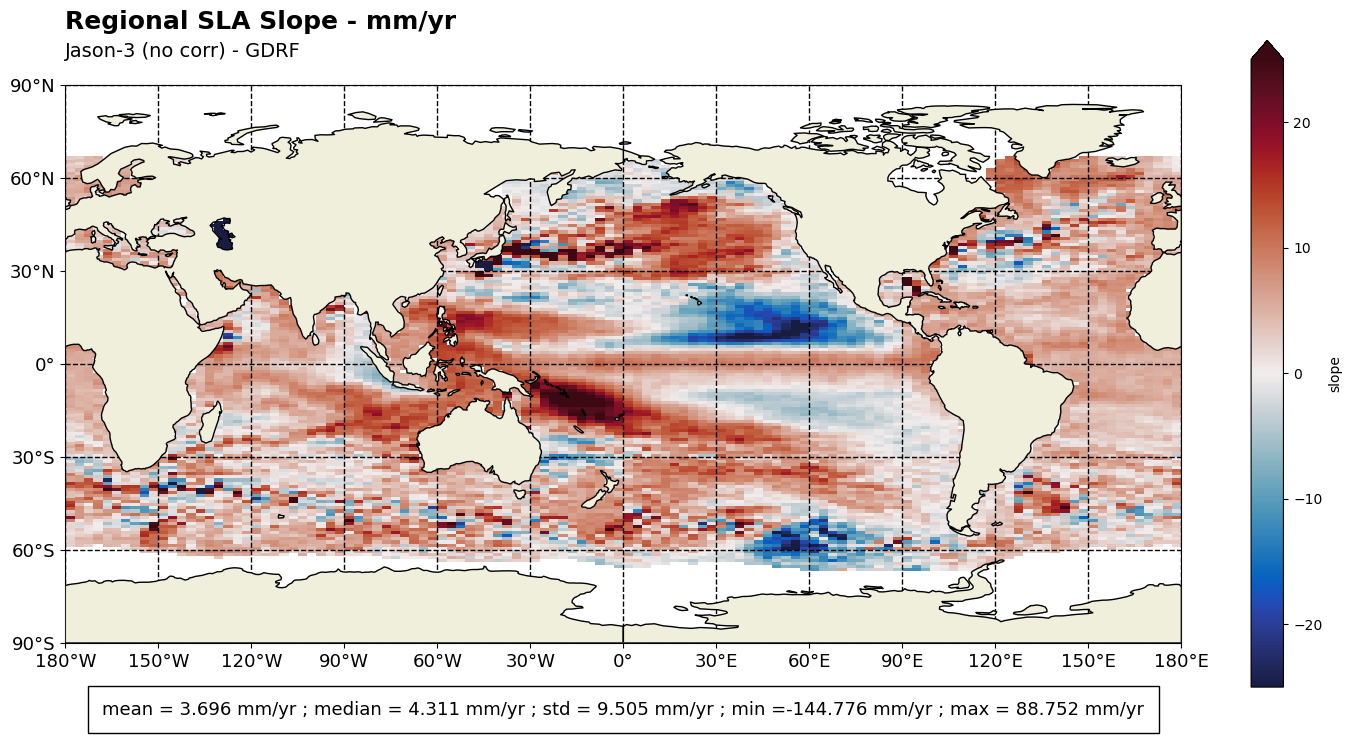 Regional SLA Slope - mm/yr
Jason-3 (no corr) - GDRF
90°N
60°N
30°N
0°
30°S
60°S
90°S
180°W 150°W 120°W 90°W 60°W 30°W 0° 30°E 60°E 90°E 120°E 150°E 180°E
20
10
0
−10
−20
slope
mean = 3.696 mm/yr ; median = 4.311 mm/yr ; std = 9.505 mm/yr ; min =-144.776 mm/yr ; max = 88.752 mm/yr